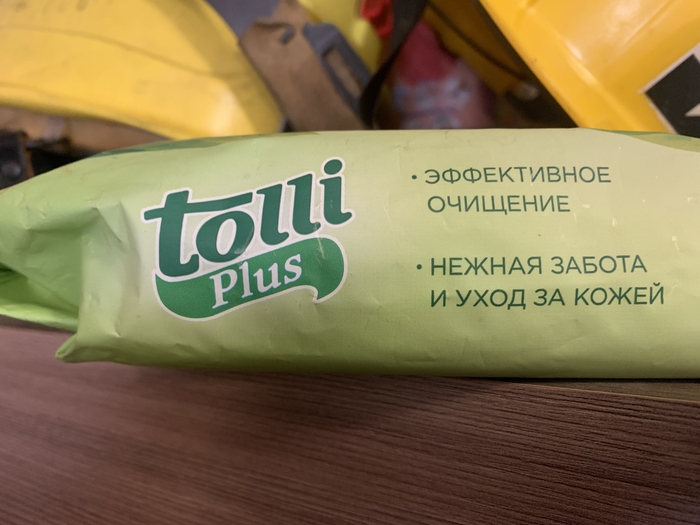 tolli
Plus
• ЭФФЕКТИВНОЕ
ОЧИЩЕНИЕ
• НЕЖНАЯ ЗАБОТА
И УХОД ЗА КОЖЕЙ